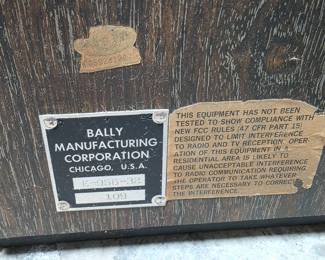 BALLY
MANUFACTURING
CORPORATION
CHICAGO, U.S.A.
109
THIS EQUIPMENT HAS NOT BEEN
TESTED TO SHOW COMPLIANCE WITH
NEW FCC RULES (47 CFR PART 15)
DESIGNED TO LIMIT INTERFERENCE
TO RADIO AND TV RECEPTION. OPER-
ATION OF THIS EQUIPMENT IN A
RESIDENTIAL AREA IS LIKELY TO
CAUSE UNACCEPTABLE INTERFERENCE
TO RADIO COMMUNICATION REQUIRING
THE OPERATOR TO TAKE WHATEVER
STEPS ARE NECESSARY TO CORRECT
THE INTERFERENCE.